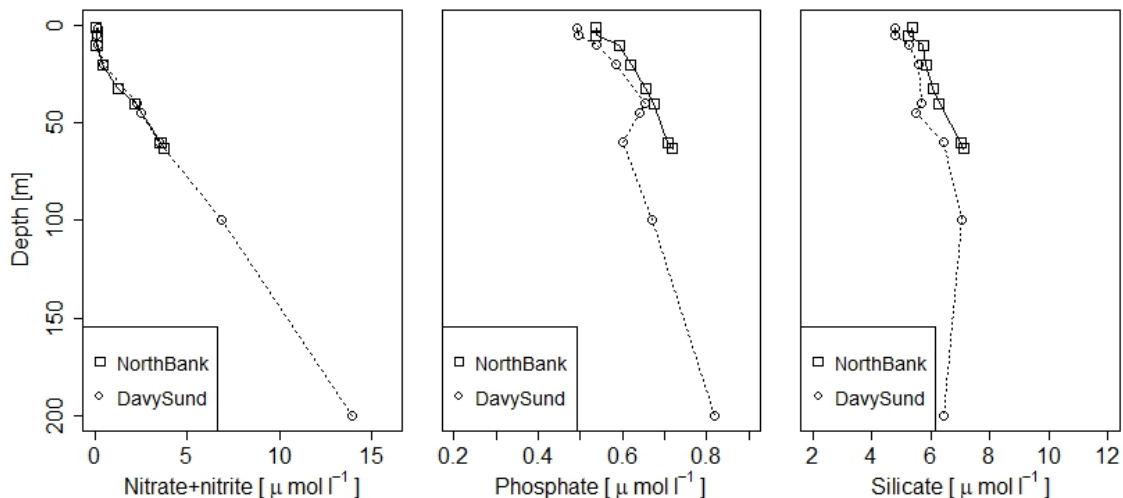 0
50
100
150
200
Depth [m]
NorthBank
DavySund
0 5 10 15
Nitrate+nitrite [ μ mol l⁻¹]
NorthBank
DavySund
0.2 0.4 0.6 0.8
Phosphate [ μ mol l⁻¹]
NorthBank
DavySund
2 4 6 8 10 12
Silicate [ μ mol l⁻¹]